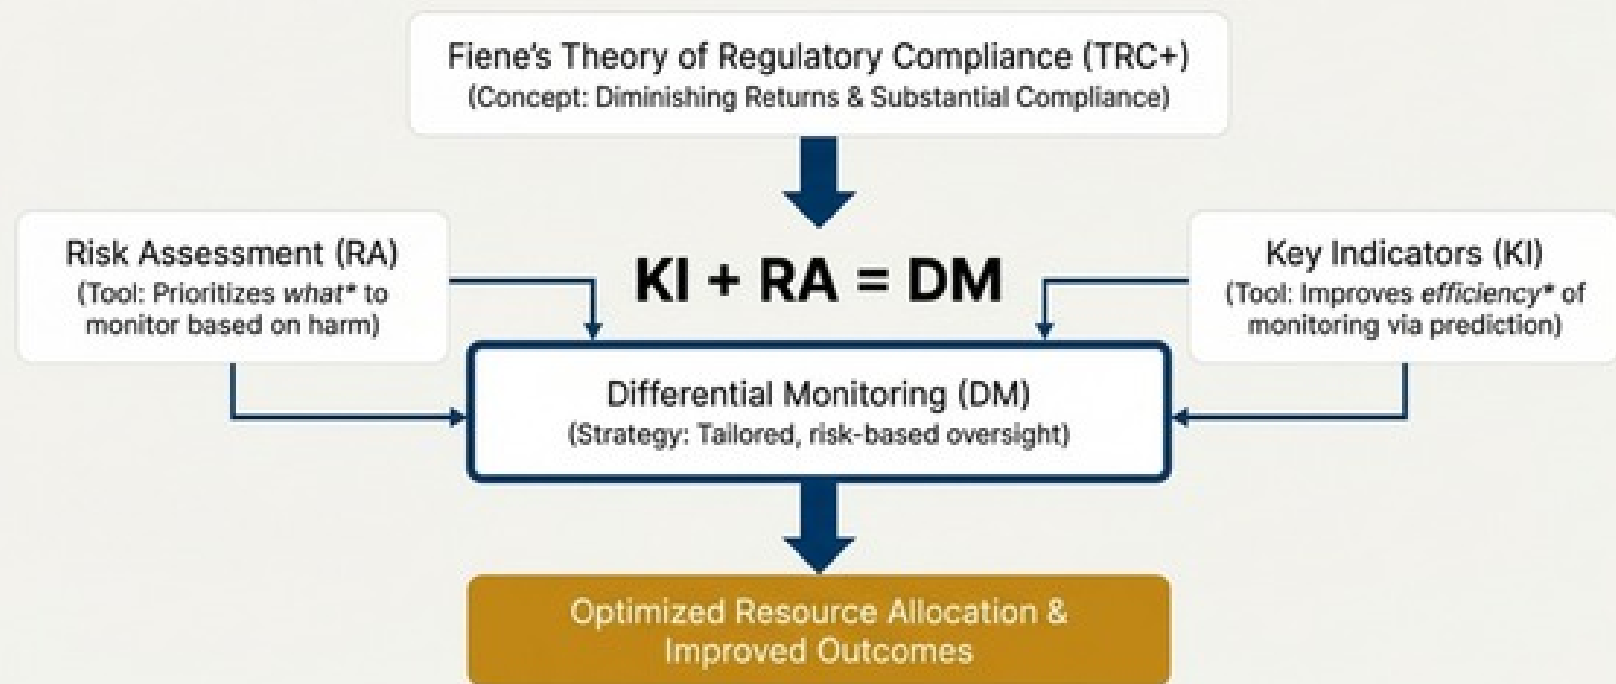 Fiene's Theory of Regulatory Compliance (TRC+)
(Concept: Diminishing Returns & Substantial Compliance)
Risk Assessment (RA)
(Tool: Prioritizes what* to
monitor based on harm)
KI + RA = DM
Key Indicators (KI)
(Tool: Improves efficiency* of
monitoring via prediction)
Differential Monitoring (DM)
(Strategy: Tailored, risk-based oversight)
Optimized Resource Allocation &
Improved Outcomes